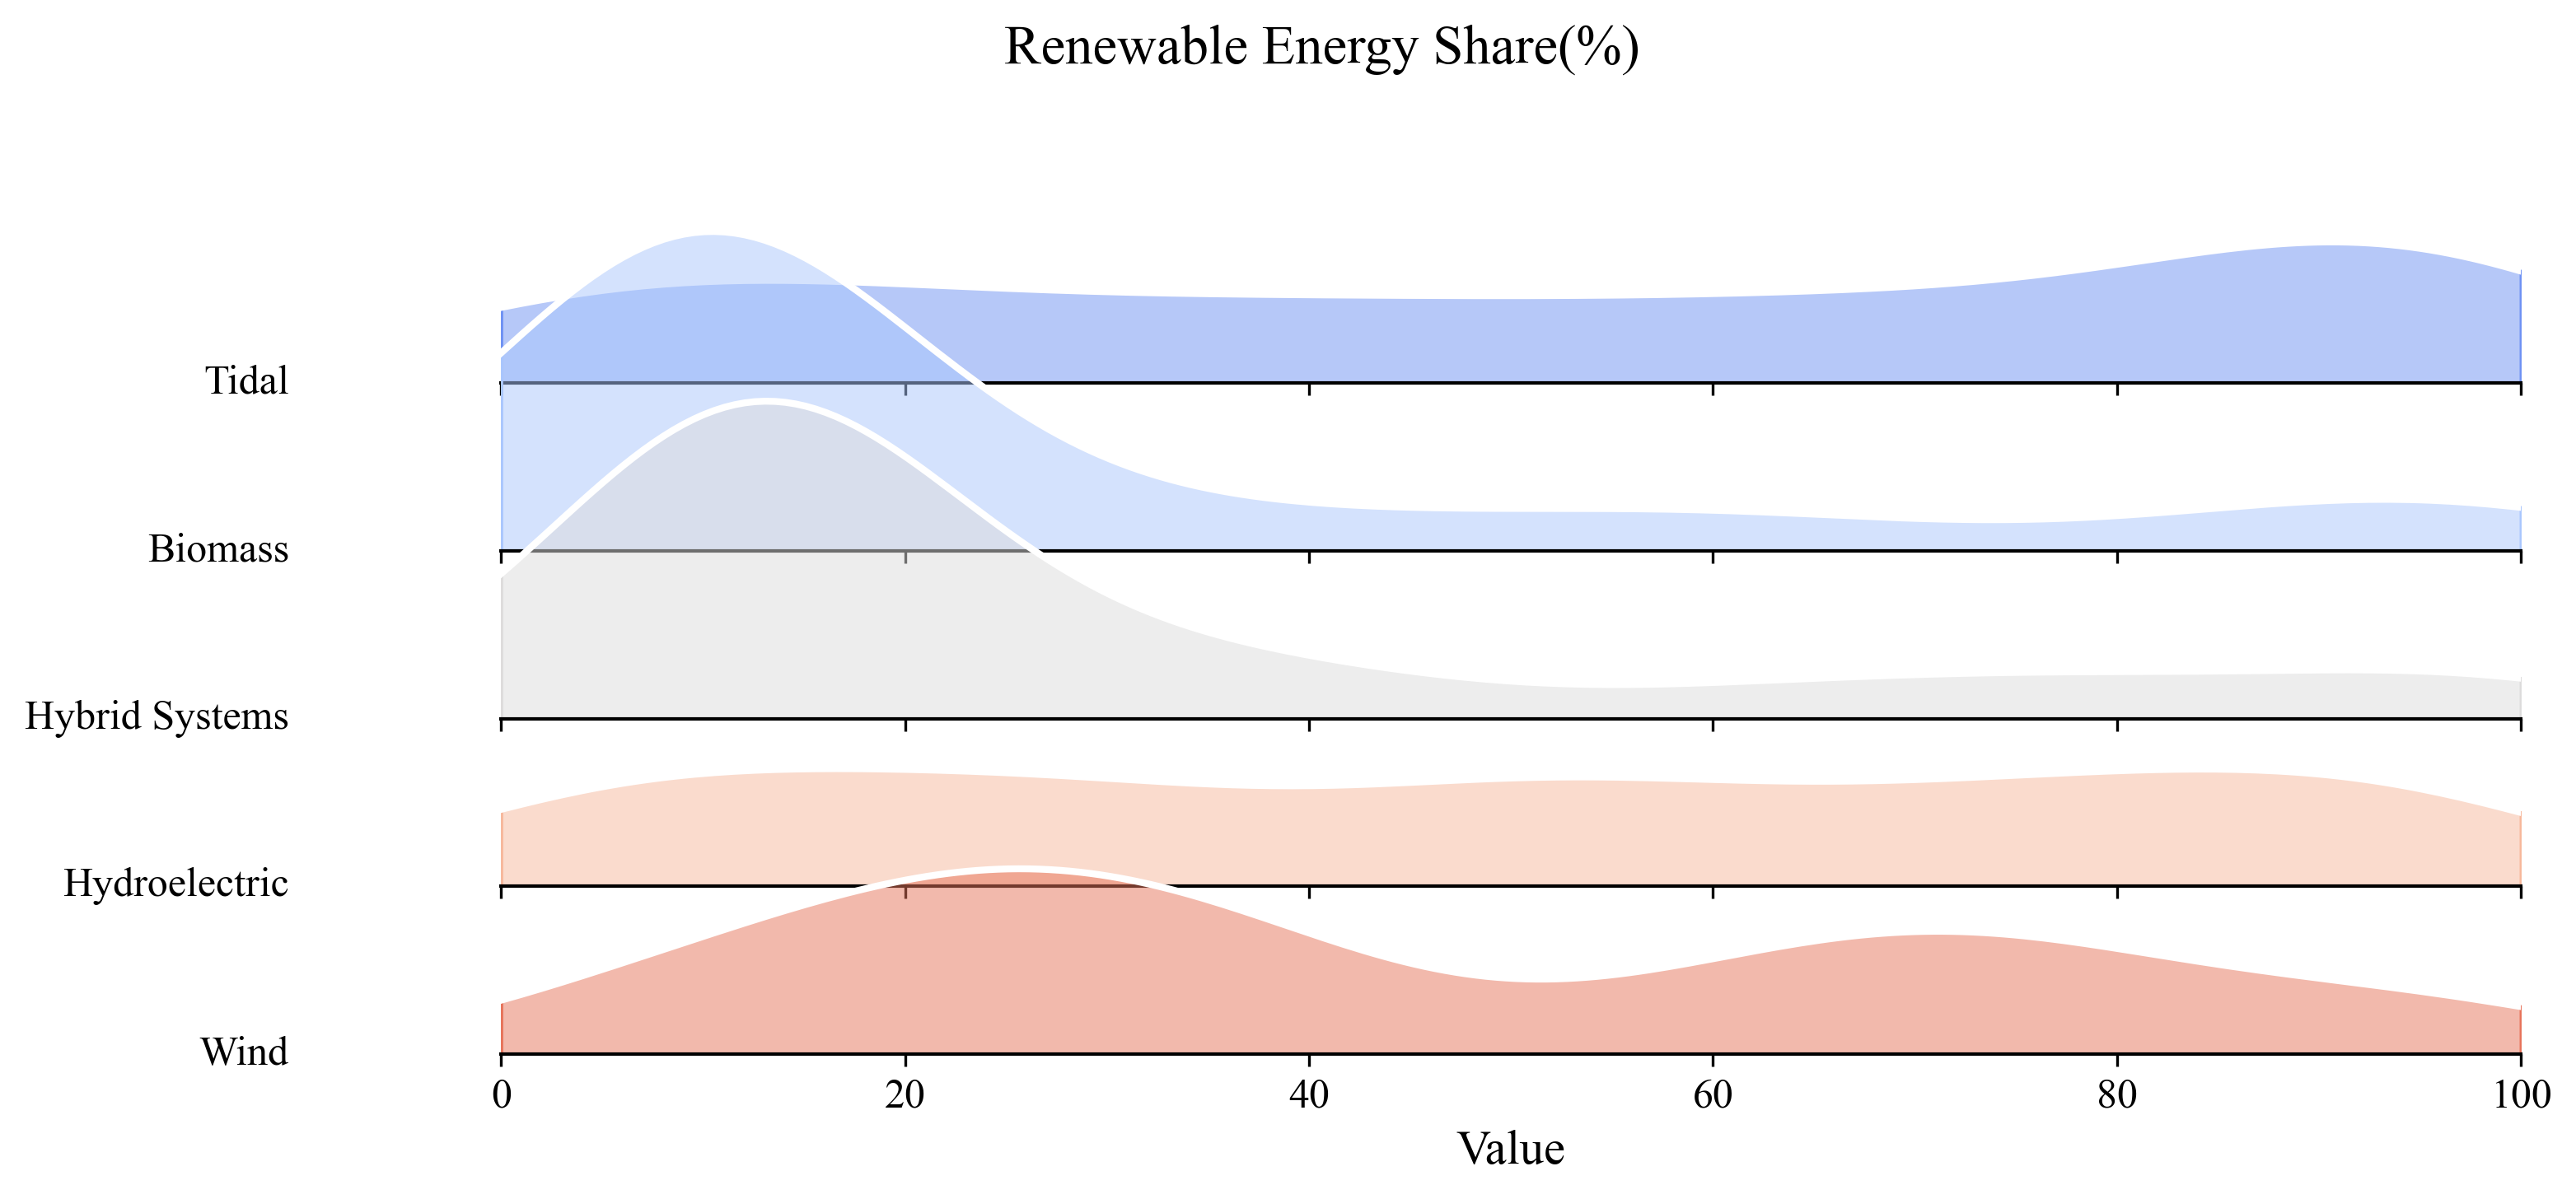 Renewable Energy Share(%)
Tidal
Biomass
Hybrid Systems
Hydroelectric
Wind
0 20 40 60 80 100
Value